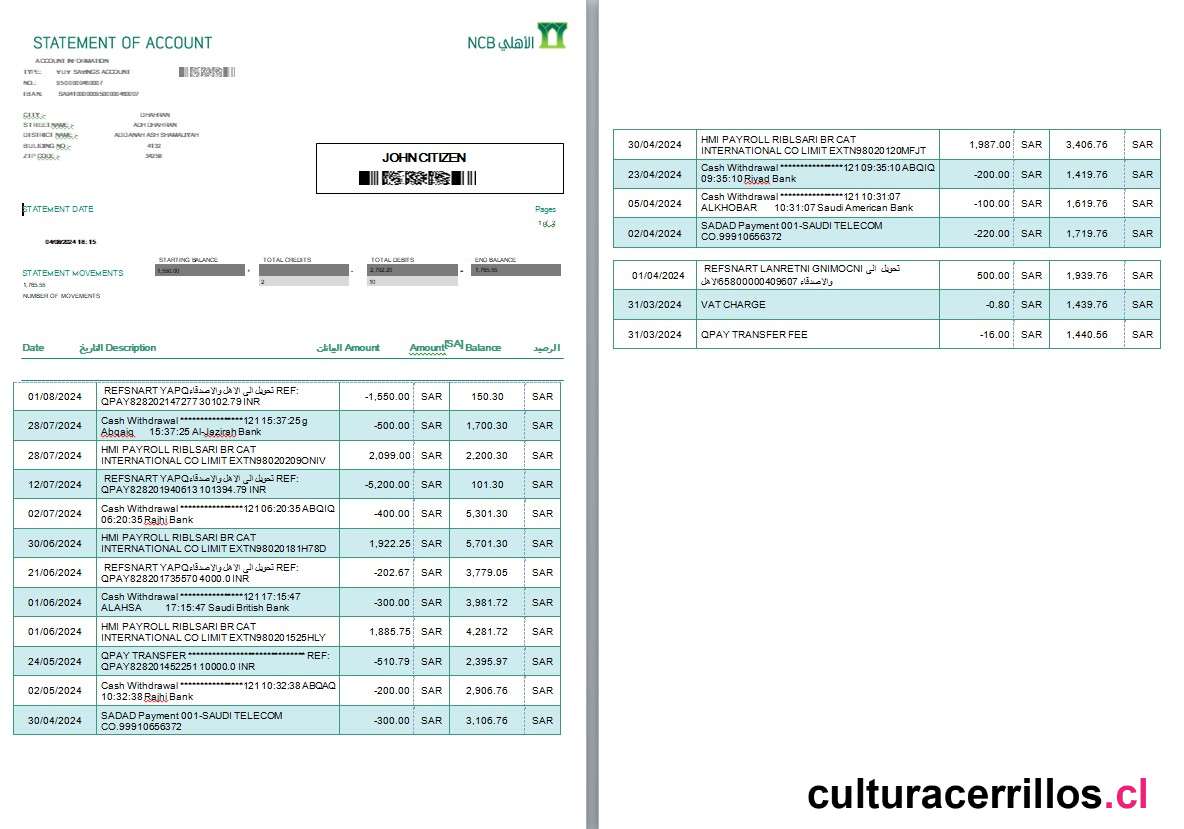 STATEMENT OF ACCOUNT
NCB الأهلي
ACCOUNT INFORMATION
TYPE: SAVINGS ACCOUNT
NO.:
IBAN:
CITY DHAHRAN
STREET NAME ADH DHAHRAN
DISTRICT NAME ADDANAH ASH SHAMALIYAH
BUILDING NO 4132
ZIP CODE
JOHN CITIZEN
STATEMENT DATE
Pages
STARTING BALANCE TOTAL CREDITS TOTAL DEBITS END BALANCE
STATEMENT MOVEMENTS
1,550.00 - 2,702.20 = 1,765.55
1,765.55
2 10
NUMBER OF MOVEMENTS
Date التاريخ Description البيانات Amount Amount[SA] Balance الرصيد
01/08/2024 REFSNART YAPQتحويل الى الاهل والاصدقاء REF: -1,550.00 SAR 150.30 SAR
QPAY82820214727730102.79 INR
28/07/2024 Cash Withdrawal ****************121 15:37:25 g -500.00 SAR 1,700.30 SAR
Abqaiq 15:37:25 Al-Jazirah Bank
28/07/2024 HMI PAYROLL RIBLSARI BR CAT 2,099.00 SAR 2,200.30 SAR
INTERNATIONAL CO LIMIT EXTN98020209ONIV
12/07/2024 REFSNART YAPQتحويل الى الاهل والاصدقاء REF: -5,200.00 SAR 101.30 SAR
QPAY828201940613 101394.79 INR
02/07/2024 Cash Withdrawal ****************121 06:20:35 ABQIQ -400.00 SAR 5,301.30 SAR
06:20:35 Rajhi Bank
30/06/2024 HMI PAYROLL RIBLSARI BR CAT 1,922.25 SAR 5,701.30 SAR
INTERNATIONAL CO LIMIT EXTN98020181H78D
21/06/2024 REFSNART YAPQتحويل الى الاهل والاصدقاء REF: -202.67 SAR 3,779.05 SAR
QPAY828201735570 4000.0 INR
01/06/2024 Cash Withdrawal ****************121 17:15:47 -300.00 SAR 3,981.72 SAR
ALAHSA 17:15:47 Saudi British Bank
01/06/2024 HMI PAYROLL RIBLSARI BR CAT 1,885.75 SAR 4,281.72 SAR
INTERNATIONAL CO LIMIT EXTN980201525HLY
24/05/2024 QPAY TRANSFER ****************************** REF: -510.79 SAR 2,395.97 SAR
QPAY828201452251 10000.0 INR
02/05/2024 Cash Withdrawal ****************121 10:32:38 ABQAQ -200.00 SAR 2,906.76 SAR
10:32:38 Rajhi Bank
30/04/2024 SADAD Payment 001-SAUDI TELECOM -300.00 SAR 3,106.76 SAR
CO.99910656372
30/04/2024 HMI PAYROLL RIBLSARI BR CAT 1,987.00 SAR 3,406.76 SAR
INTERNATIONAL CO LIMIT EXTN98020120MFJT
23/04/2024 Cash Withdrawal ****************121 09:35:10 ABQIQ -200.00 SAR 1,419.76 SAR
09:35:10 Riyad Bank
05/04/2024 Cash Withdrawal ****************121 10:31:07 -100.00 SAR 1,619.76 SAR
ALKHOBAR 10:31:07 Saudi American Bank
02/04/2024 SADAD Payment 001-SAUDI TELECOM -220.00 SAR 1,719.76 SAR
CO.99910656372
01/04/2024 REFSNART LANRETNI GNIMOCNI تحويل الى 500.00 SAR 1,939.76 SAR
والاصدقاء 65800000409607لاهل
31/03/2024 VAT CHARGE -0.80 SAR 1,439.76 SAR
31/03/2024 QPAY TRANSFER FEE -16.00 SAR 1,440.56 SAR
culturacerrillos.cl